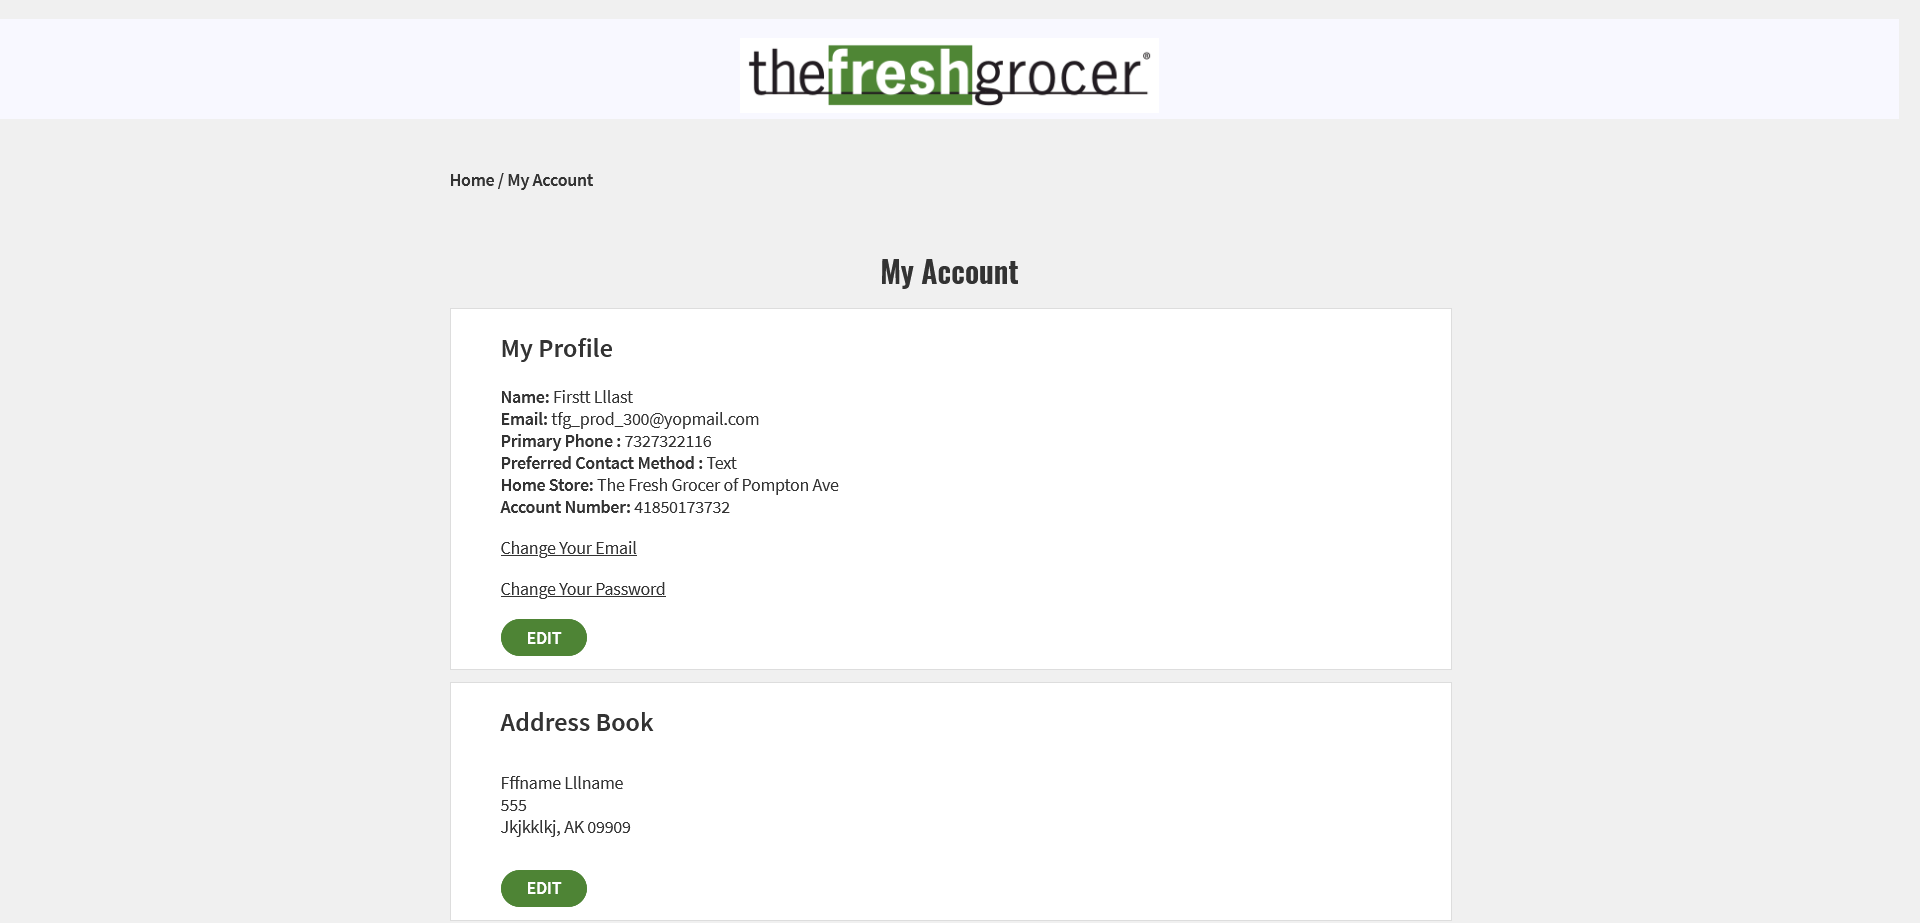 thefreshgrocer®
Home / My Account
My Account
My Profile
Name: Firstt Lllast
Email: tfg_prod_300@yopmail.com
Primary Phone : 7327322116
Preferred Contact Method : Text
Home Store: The Fresh Grocer of Pompton Ave
Account Number: 41850173732
Change Your Email
Change Your Password
EDIT
Address Book
Fffname Lllname
555
Jkjkklkj, AK 09909
EDIT